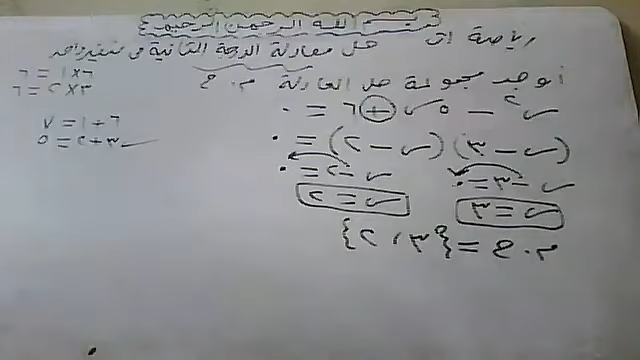 بسم الله الرحمن الرحيم
رياضة إق حل معادلة الدرجة الثانية فى متغير واحد
أوجد مجموعة حل المعادلة م.ح
س٢ - ٥س + ٦ = ٠
(س - ٣) (س - ٢) = ٠
س - ٣ = ٠ س - ٢ = ٠
س = ٣ س = ٢
م.ح = {٣ ، ٢}
٦ × ١ = ٦
٣ × ٢ = ٦
٦ + ١ = ٧
٣ + ٢ = ٥